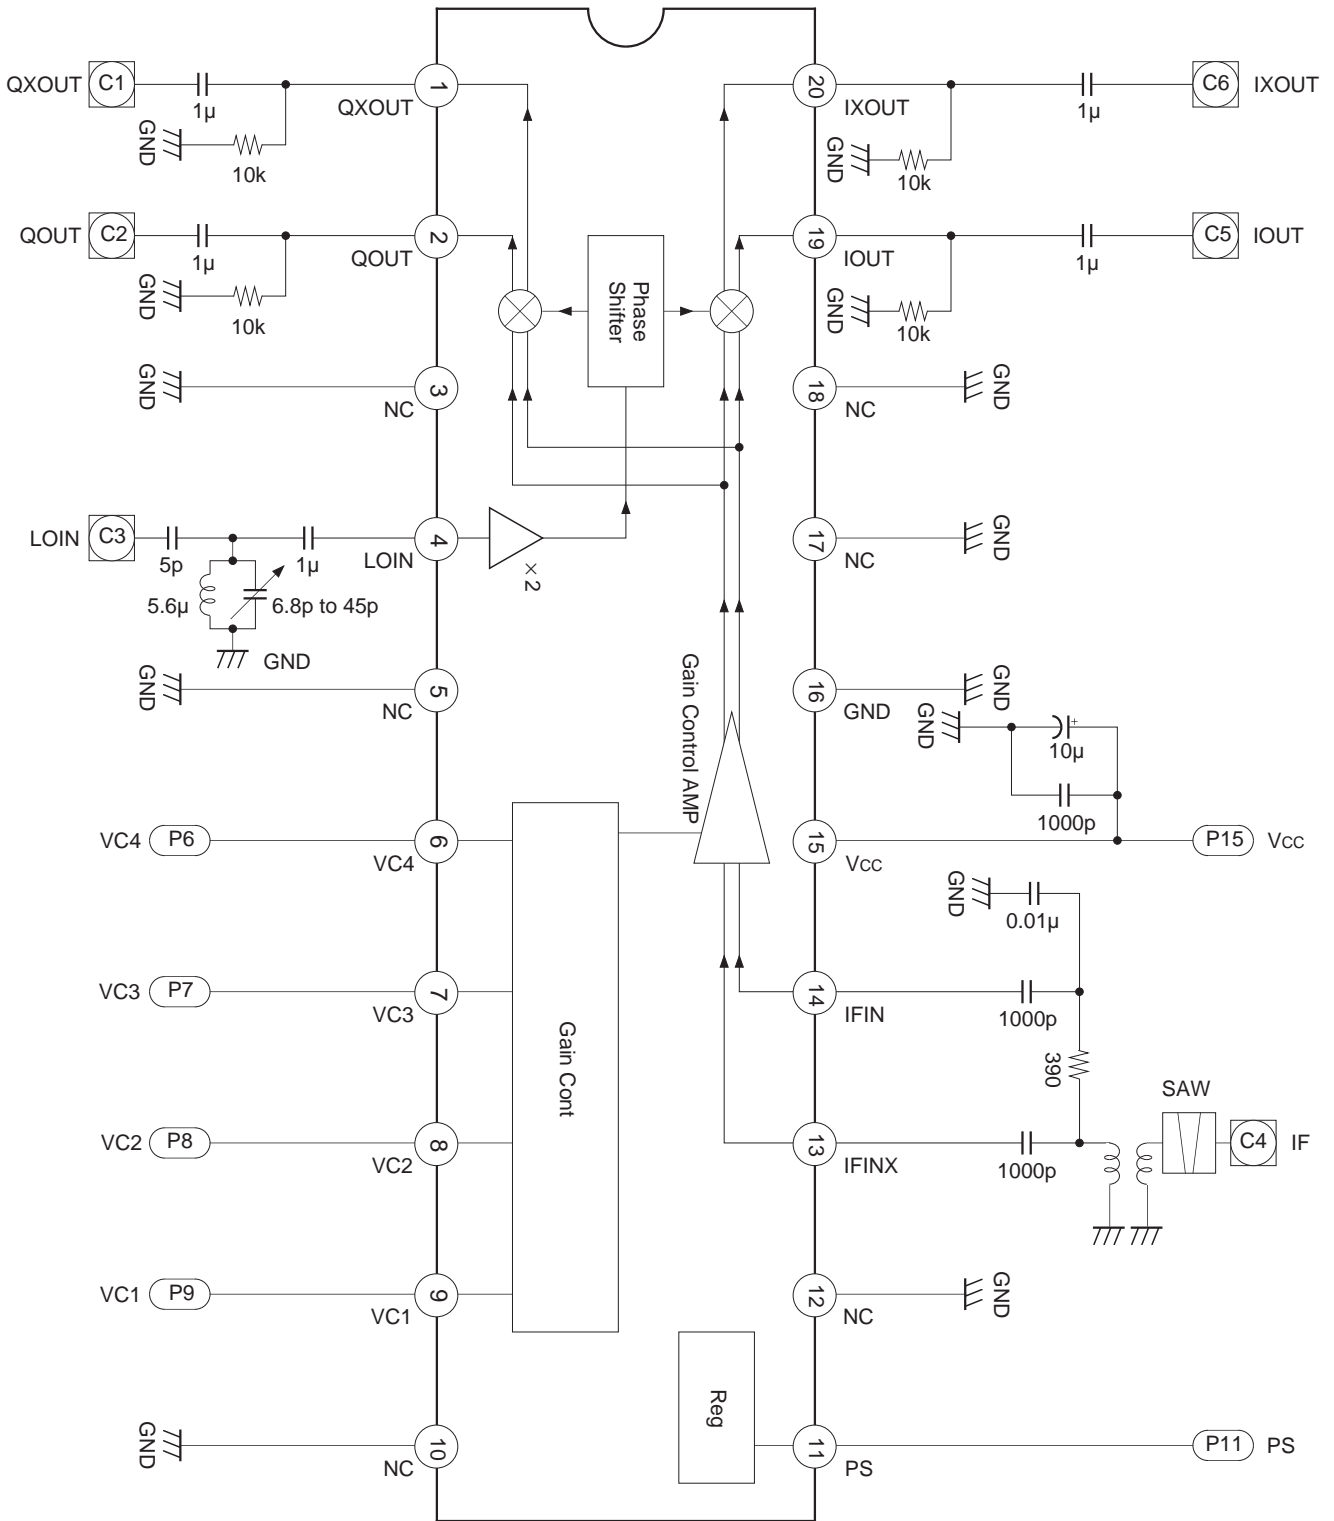 QXOUT C1 1µ 1 QXOUT
GND 10k
QOUT C2 1µ 2 QOUT
GND 10k
GND 3 NC
LOIN C3 5p 1µ 4 LOIN
5.6µ 6.8p to 45p
GND
×2
GND 5 NC
VC4 P6 6 VC4
VC3 P7 7 VC3
VC2 P8 8 VC2
VC1 P9 9 VC1
GND 10 NC
Phase
Shifter
Gain Control AMP
Gain Cont
Reg
20 IXOUT 1µ C6 IXOUT
GND 10k
19 IOUT 1µ C5 IOUT
GND 10k
18 NC GND
17 NC GND
16 GND GND
GND + 10µ
1000p
15 VCC P15 VCC
GND 0.01µ
14 IFIN 1000p
390
SAW
13 IFINX 1000p C4 IF
12 NC GND
11 PS P11 PS